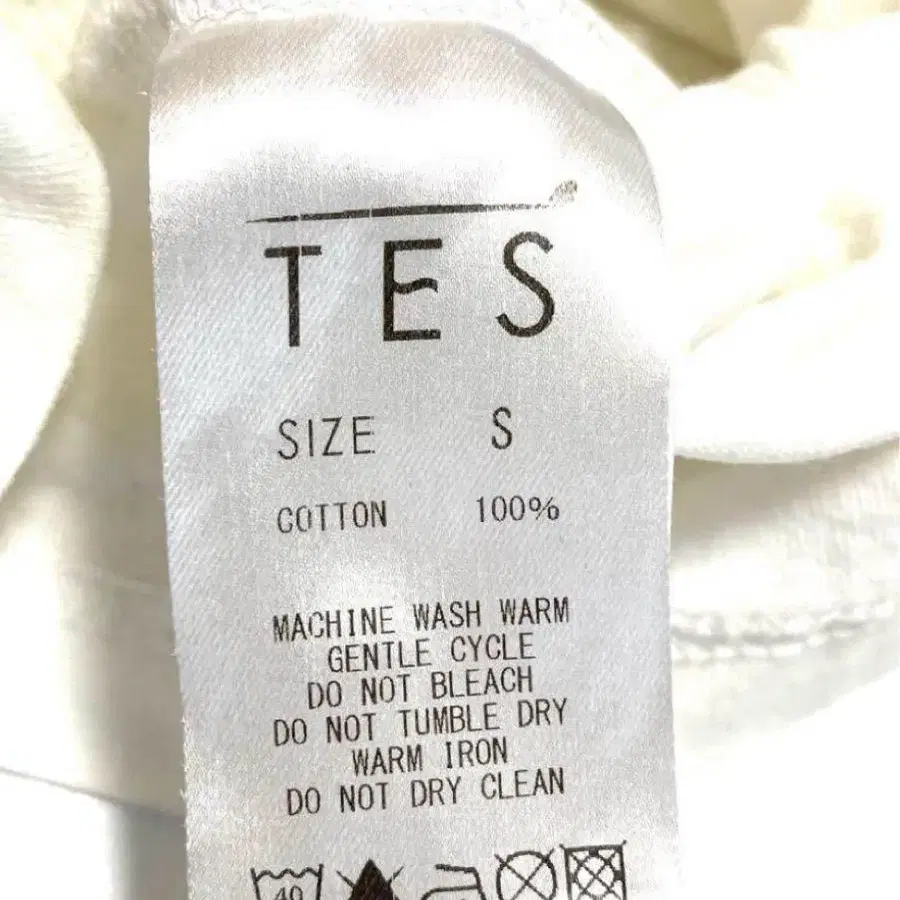 TES
SIZE S
COTTON 100%
MACHINE WASH WARM
GENTLE CYCLE
DO NOT BLEACH
DO NOT TUMBLE DRY
WARM IRON
DO NOT DRY CLEAN
40